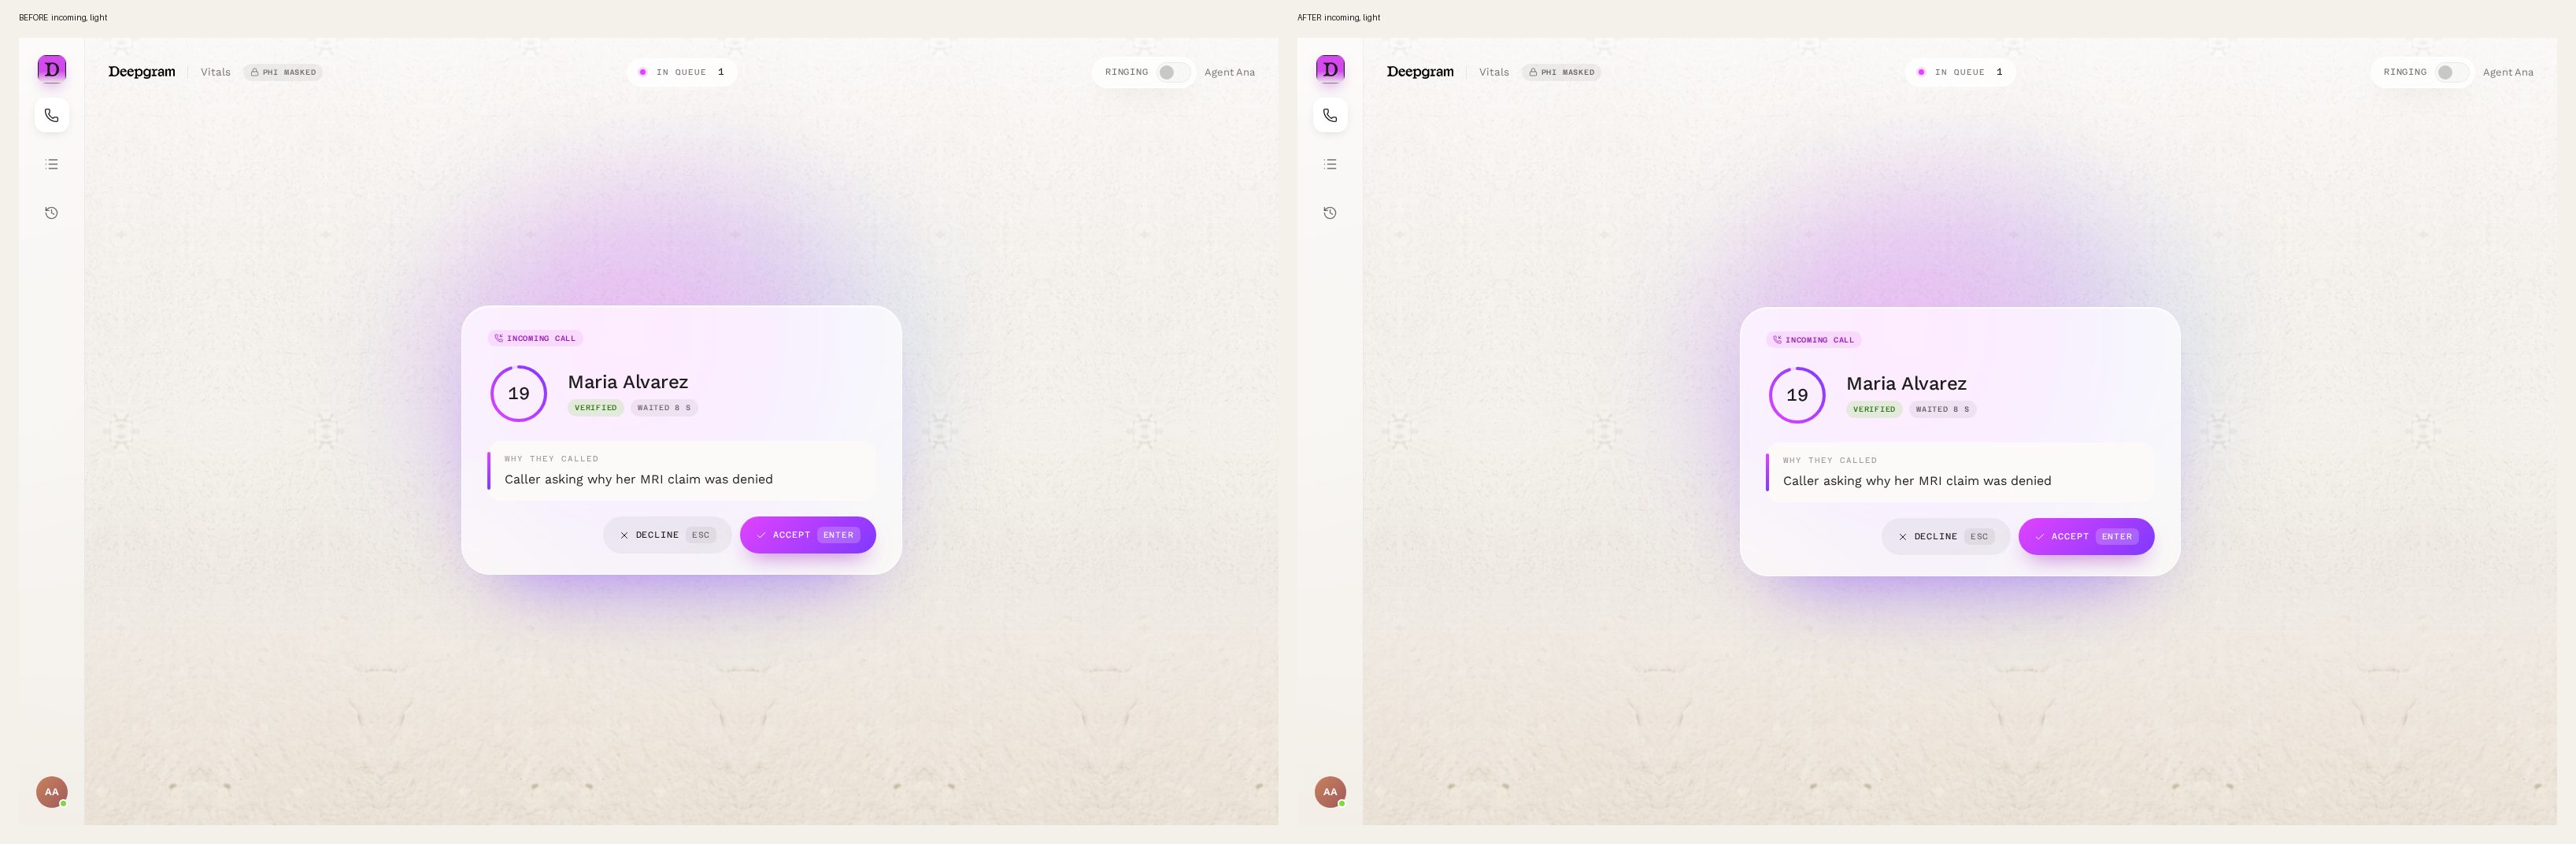 BEFORE incoming, light
D
Deepgram
Vitals
PHI MASKED
IN QUEUE 1
RINGING
Agent Ana
INCOMING CALL
19
Maria Alvarez
VERIFIED
WAITED 8 S
WHY THEY CALLED
Caller asking why her MRI claim was denied
DECLINE ESC
ACCEPT ENTER
AA
AFTER incoming, light
D
Deepgram
Vitals
PHI MASKED
IN QUEUE 1
RINGING
Agent Ana
INCOMING CALL
19
Maria Alvarez
VERIFIED
WAITED 8 S
WHY THEY CALLED
Caller asking why her MRI claim was denied
DECLINE ESC
ACCEPT ENTER
AA